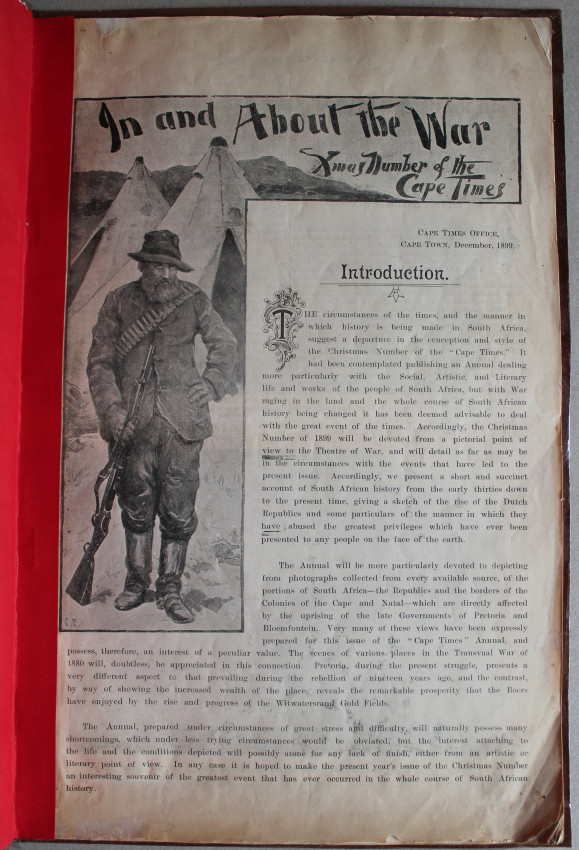 In and About the War
Xmas Number of the
Cape Times
CAPE TIMES OFFICE,
CAPE TOWN, December, 1899.
Introduction.
THE circumstances of the times, and the manner in
which history is being made in South Africa,
suggest a departure in the conception and style of
the Christmas Number of the "Cape Times." It
had been contemplated publishing an Annual dealing
more particularly with the Social, Artistic, and Literary
life and works of the people of South Africa, but with War
raging in the land and the whole course of South African
history being changed it has been deemed advisable to deal
with the great event of the times. Accordingly, the Christmas
Number of 1899 will be devoted from a pictorial point of
view to the Theatre of War, and will detail as far as may be
in the circumstances with the events that have led to the
present issue. Accordingly, we present a short and succinct
account of South African history from the early thirties down
to the present time, giving a sketch of the rise of the Dutch
Republics and some particulars of the manner in which they
have abused the greatest privileges which have ever been
presented to any people on the face of the earth.
The Annual will be more particularly devoted to depicting
from photographs collected from every available source, of the
portions of South Africa—the Republics and the borders of the
Colonies of the Cape and Natal—which are directly affected
by the uprising of the late Governments of Pretoria and
Bloemfontein. Very many of these views have been expressly
prepared for this issue of the "Cape Times" Annual, and
possess, therefore, an interest of a peculiar value. The scenes of various places in the Transvaal War of
1880 will, doubtless, be appreciated in this connection. Pretoria, during the present struggle, presents a
very different aspect to that prevailing during the rebellion of nineteen years ago, and the contrast,
by way of showing the increased wealth of the place, reveals the remarkable prosperity that the Boers
have enjoyed by the rise and progress of the Witwatersrand Gold Fields.
The Annual, prepared under circumstances of great stress and difficulty, will naturally possess many
shortcomings, which under less trying circumstances would be obviated, but the interest attaching to
the life and the conditions depicted will possibly atone for any lack of finish, either from an artistic or
literary point of view. In any case it is hoped to make the present year's issue of the Christmas Number
an interesting souvenir of the greatest event that has ever occurred in the whole course of South African
history.